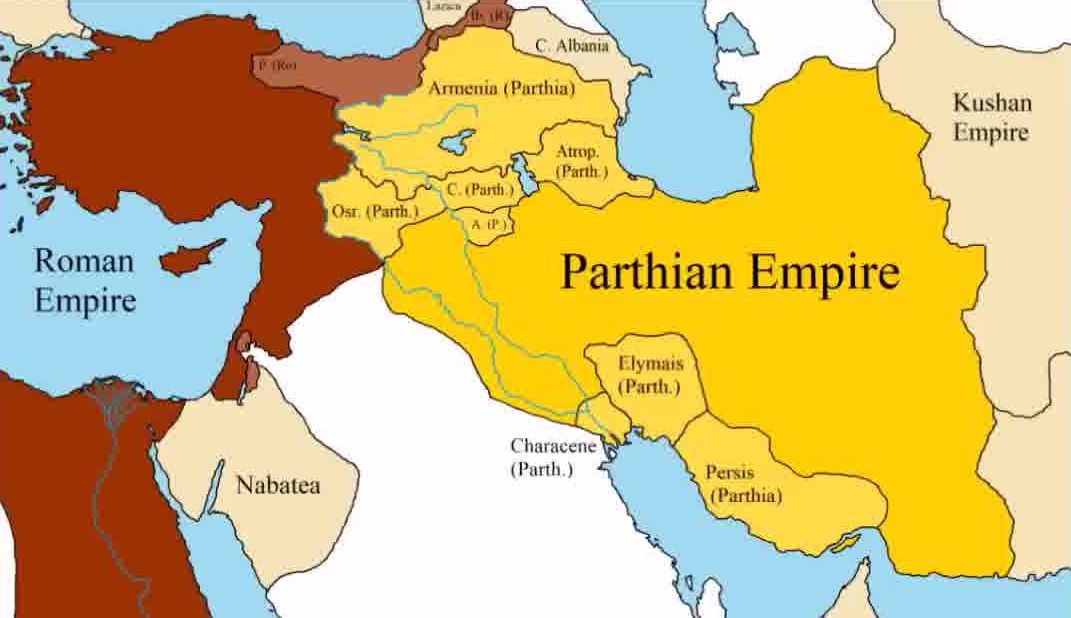 Lazica
Ib. (R)
C. Albania
P. (Ro)
Armenia (Parthia)
Kushan
Empire
Atrop.
(Parth.)
C. (Parth.)
Osr. (Parth.)
A. (P.)
Roman
Empire
Parthian Empire
Elymais
(Parth.)
Characene
(Parth.)
Persis
(Parthia)
Nabatea